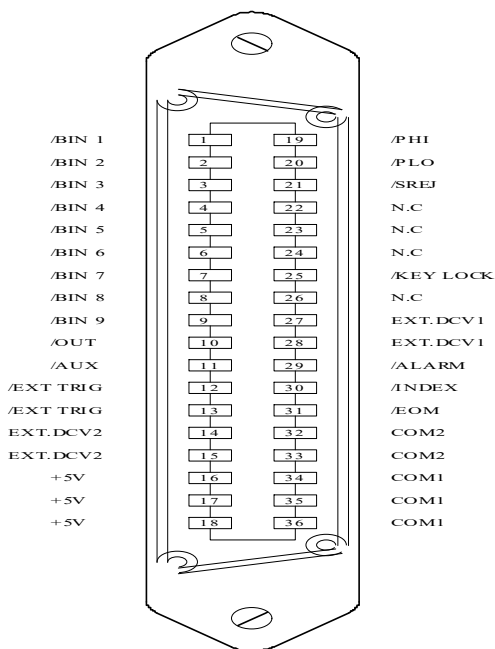 /BIN 1 1 19 /PHI
/BIN 2 2 20 /PLO
/BIN 3 3 21 /SREJ
/BIN 4 4 22 N.C
/BIN 5 5 23 N.C
/BIN 6 6 24 N.C
/BIN 7 7 25 /KEY LOCK
/BIN 8 8 26 N.C
/BIN 9 9 27 EXT.DCV1
/OUT 10 28 EXT.DCV1
/AUX 11 29 /ALARM
/EXT TRIG 12 30 /INDEX
/EXT TRIG 13 31 /EOM
EXT.DCV2 14 32 COM2
EXT.DCV2 15 33 COM2
+5V 16 34 COM1
+5V 17 35 COM1
+5V 18 36 COM1